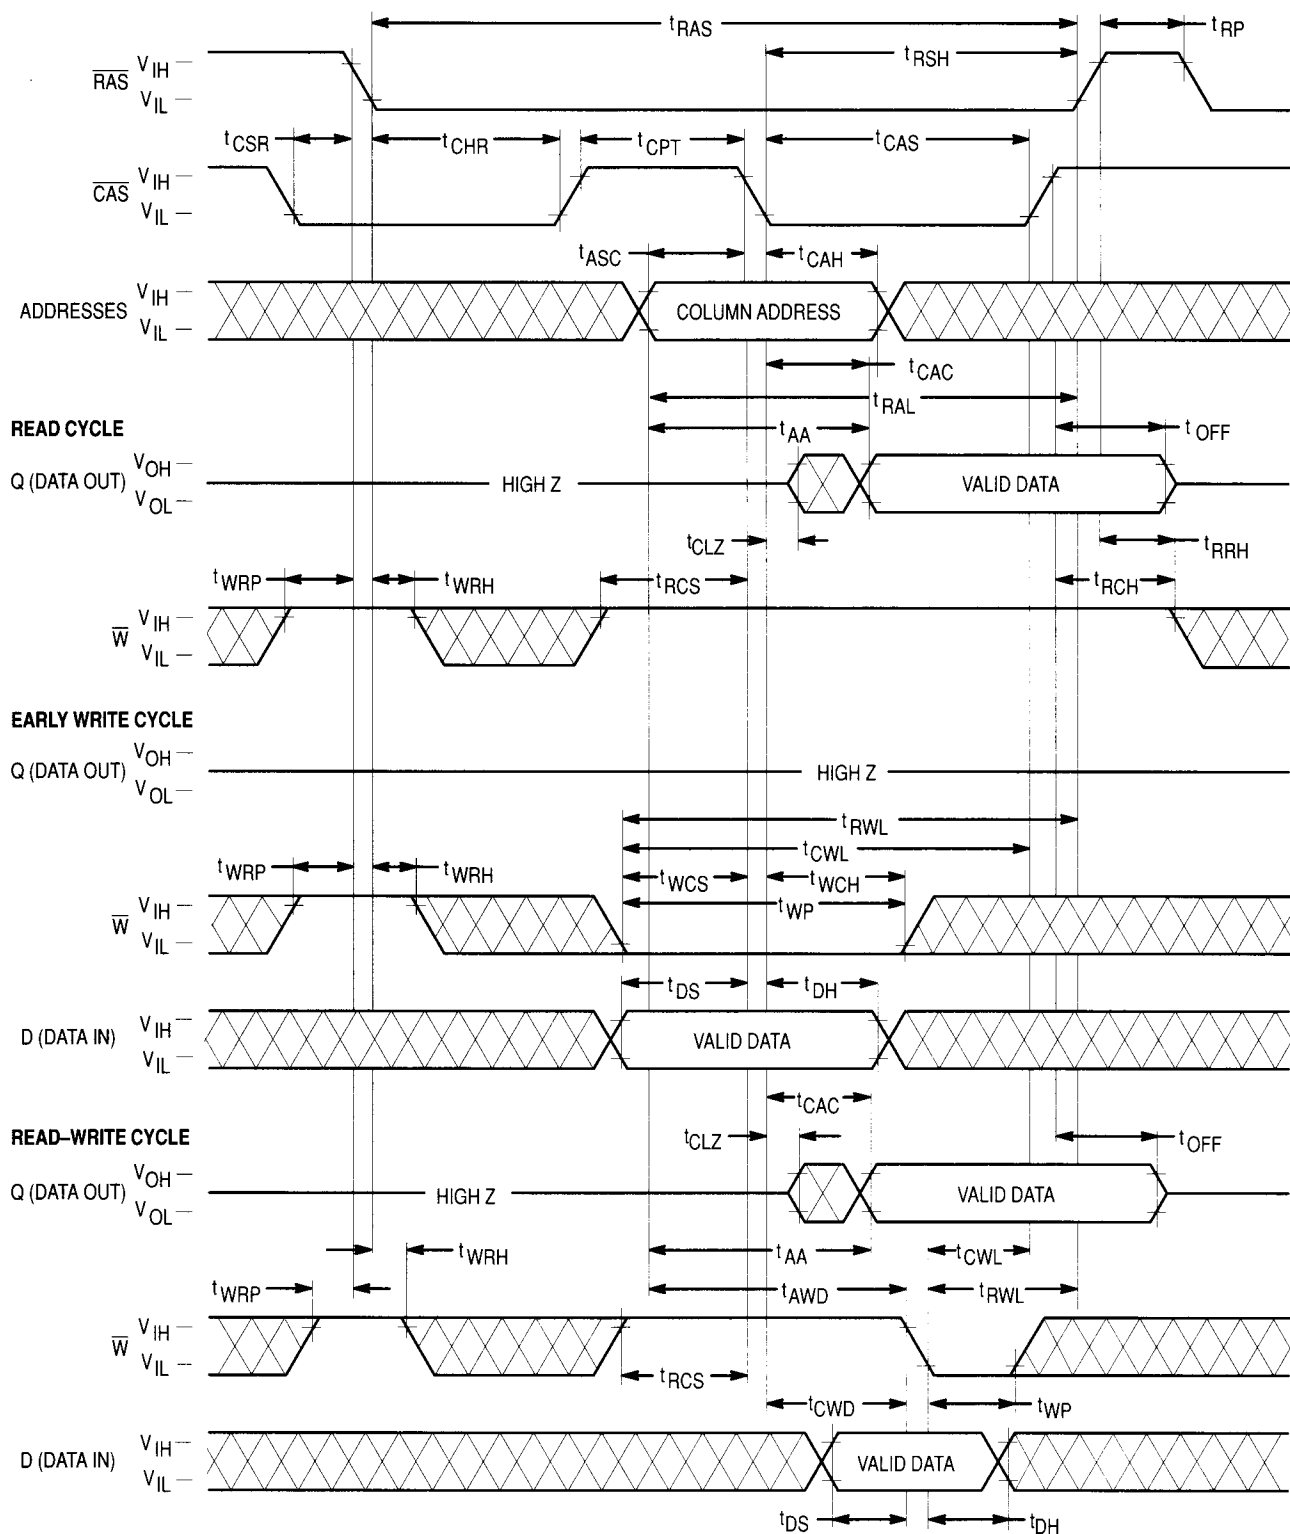 tRAS tRP
tRSH
RAS VIH
VIL
tCSR tCHR tCPT tCAS
CAS VIH
VIL
tASC tCAH
ADDRESSES VIH COLUMN ADDRESS
VIL
tCAC
tRAL
READ CYCLE
tAA tOFF
Q (DATA OUT) VOH HIGH Z VALID DATA
VOL
tCLZ tRRH
tWRP tWRH tRCS tRCH
W VIH
VIL
EARLY WRITE CYCLE
Q (DATA OUT) VOH HIGH Z
VOL
tRWL
tCWL
tWRP tWRH tWCS tWCH
tWP
W VIH
VIL
tDS tDH
D (DATA IN) VIH VALID DATA
VIL
tCAC
READ–WRITE CYCLE
tCLZ tOFF
Q (DATA OUT) VOH HIGH Z VALID DATA
VOL
tWRH tAA tCWL
tWRP tAWD tRWL
W VIH
VIL
tRCS
tCWD tWP
D (DATA IN) VIH VALID DATA
VIL
tDS tDH